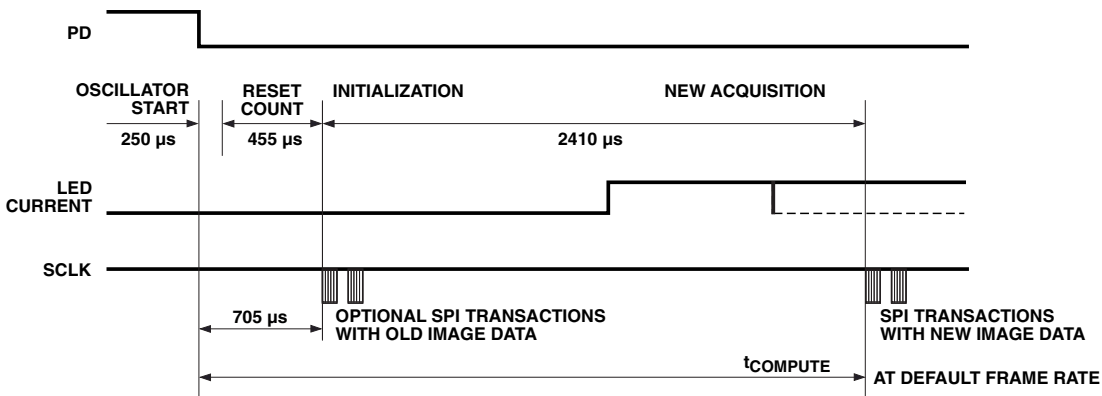 PD
OSCILLATOR
START
RESET
COUNT
INITIALIZATION
NEW ACQUISITION
250 µs
455 µs
2410 µs
LED
CURRENT
SCLK
705 µs
OPTIONAL SPI TRANSACTIONS
WITH OLD IMAGE DATA
SPI TRANSACTIONS
WITH NEW IMAGE DATA
tCOMPUTE
AT DEFAULT FRAME RATE